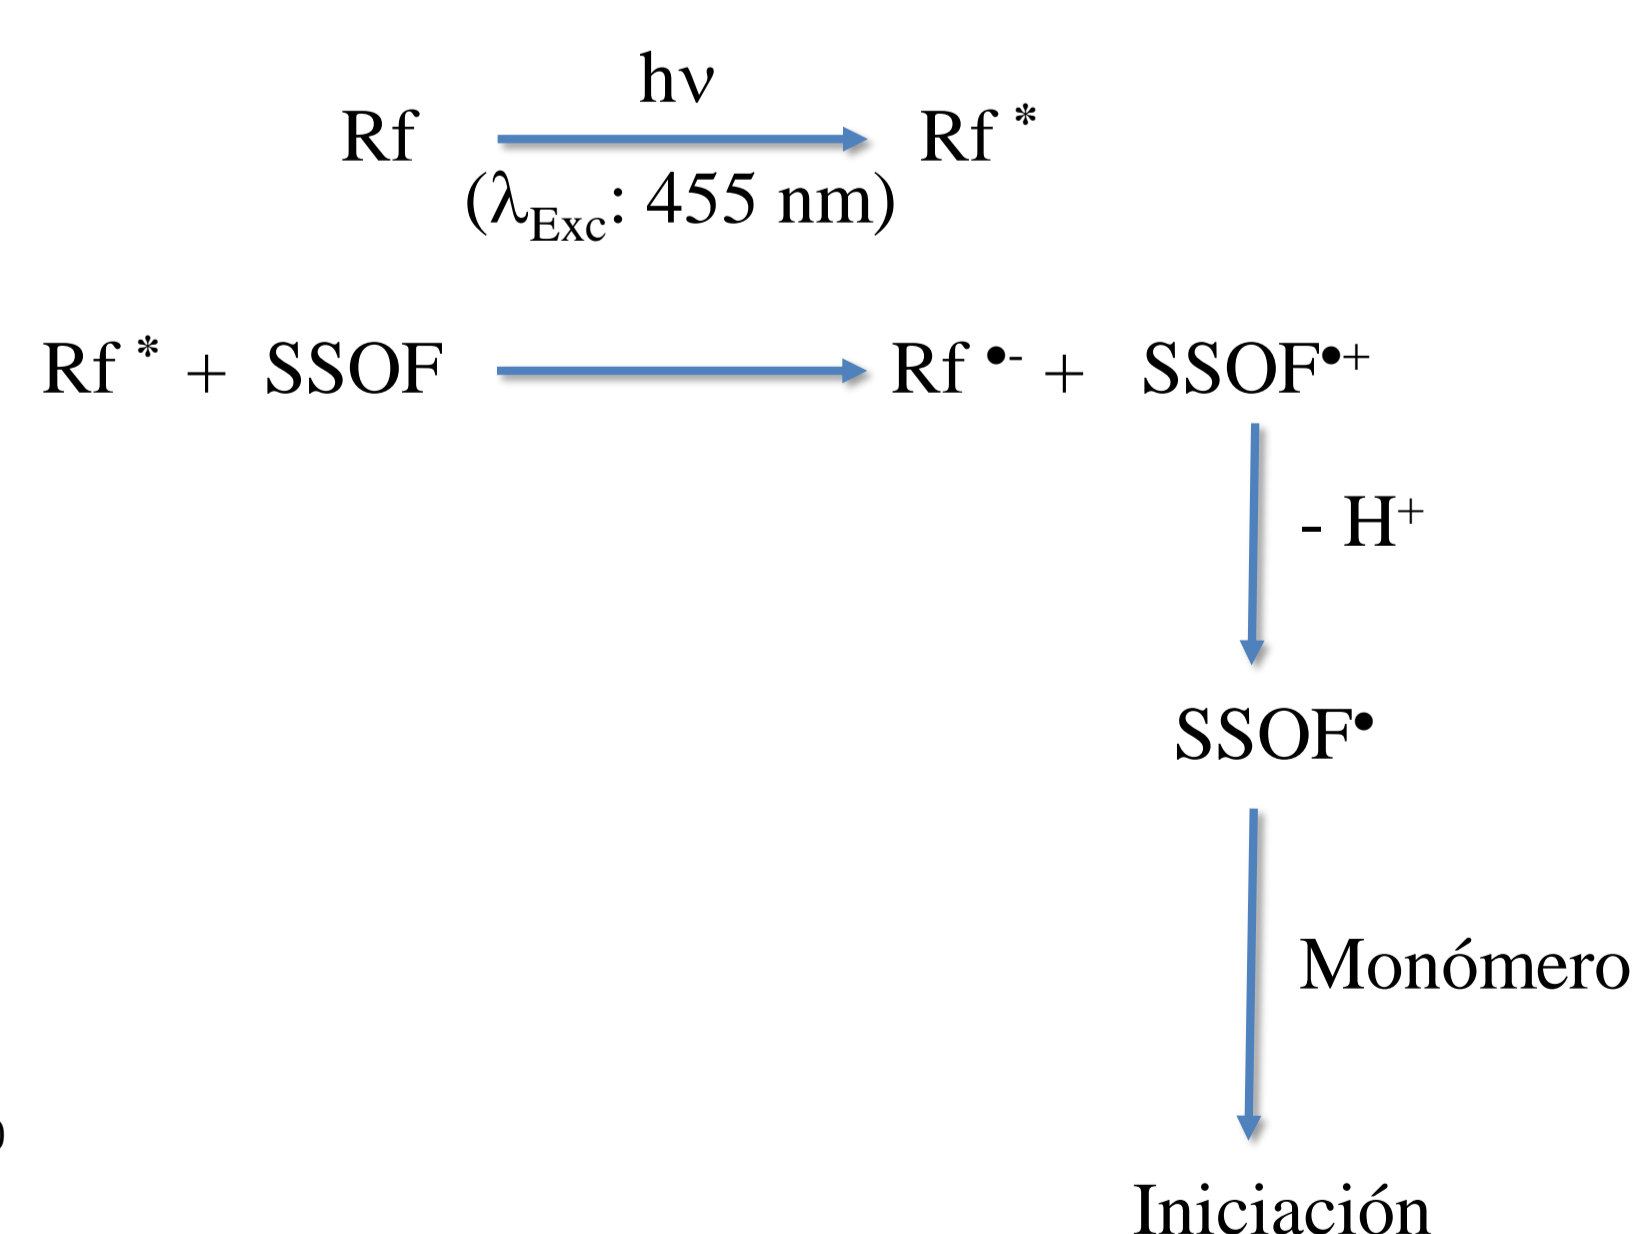 hν
Rf Rf *
(λExc: 455 nm)
Rf * + SSOF Rf •- + SSOF•+
- H+
SSOF•
Monómero
Iniciación